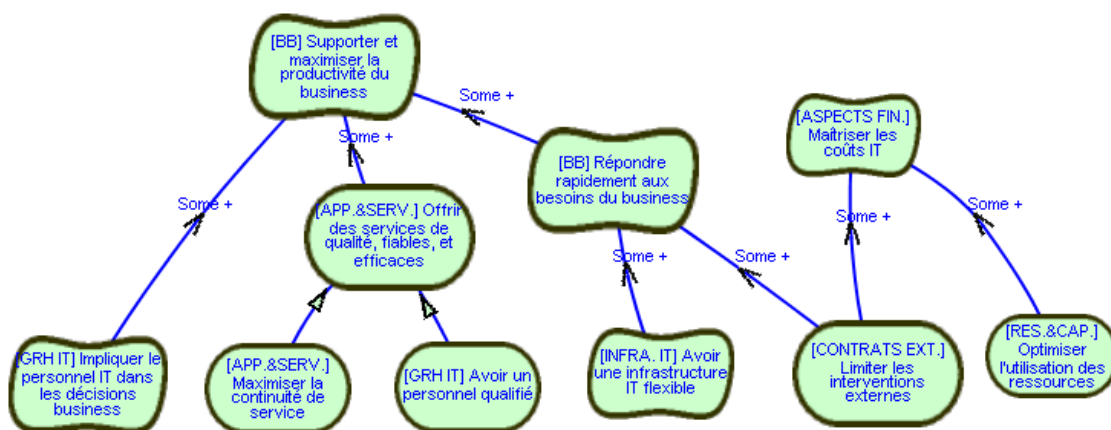 [BB] Supporter et
maximiser la
productivité du
business
Some +
[ASPECTS FIN.]
Maîtriser les
coûts IT
Some +
[BB] Répondre
rapidement aux
besoins du business
Some +
[APP.&SERV.] Offrir
des services de
qualité, fiables, et
efficaces
Some +
Some +
Some +
Some +
Some +
[GRH IT] Impliquer le
personnel IT dans
les décisions
business
[APP.&SERV.]
Maximiser la
continuité de
service
[GRH IT] Avoir un
personnel qualifié
[INFRA. IT] Avoir
une infrastructure
IT flexible
[CONTRATS EXT.]
Limiter les
interventions
externes
[RES.&CAP.]
Optimiser
l'utilisation des
ressources